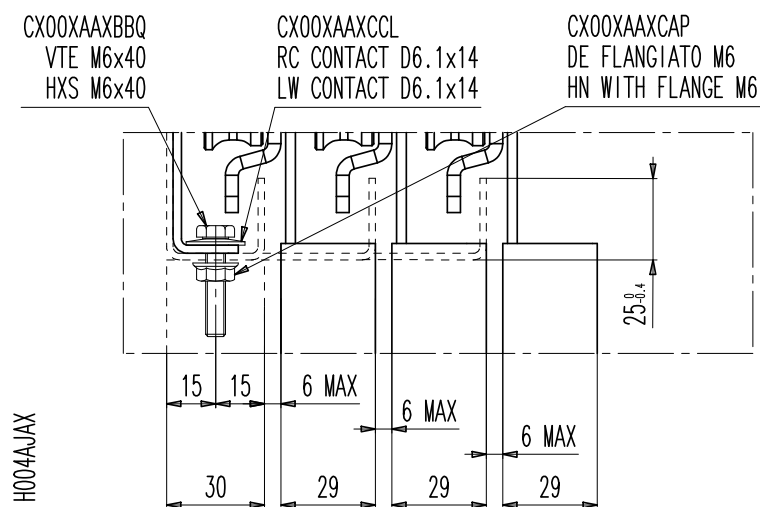 CX00XAAXBBQ
VTE M6x40
HXS M6x40
CX00XAAXCCL
RC CONTACT D6.1x14
LW CONTACT D6.1x14
CX00XAAXCAP
DE FLANGIATO M6
HN WITH FLANGE M6
25 0 -0.4
15
15
6 MAX
6 MAX
6 MAX
30
29
29
29
H004AJAX